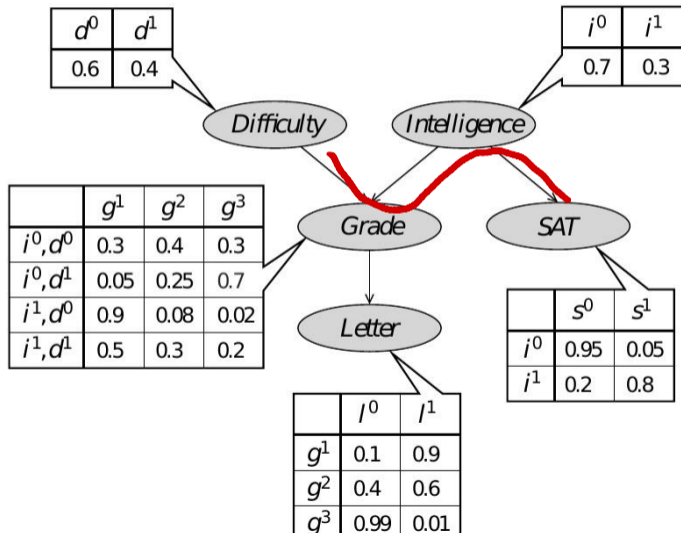 d⁰ d¹
0.6 0.4
i⁰ i¹
0.7 0.3
Difficulty
Intelligence
g¹ g² g³
i⁰,d⁰ 0.3 0.4 0.3
i⁰,d¹ 0.05 0.25 0.7
i¹,d⁰ 0.9 0.08 0.02
i¹,d¹ 0.5 0.3 0.2
Grade
SAT
s⁰ s¹
i⁰ 0.95 0.05
i¹ 0.2 0.8
Letter
l⁰ l¹
g¹ 0.1 0.9
g² 0.4 0.6
g³ 0.99 0.01